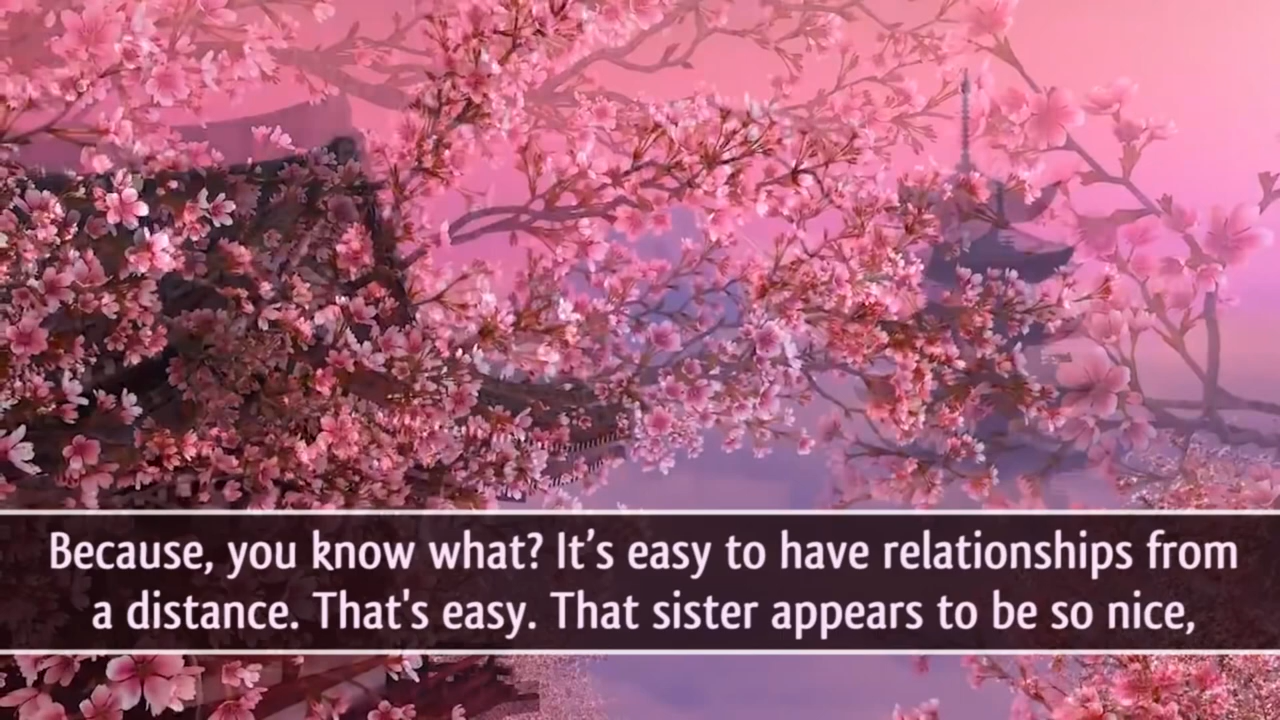 Because, you know what? It’s easy to have relationships from
a distance. That's easy. That sister appears to be so nice,